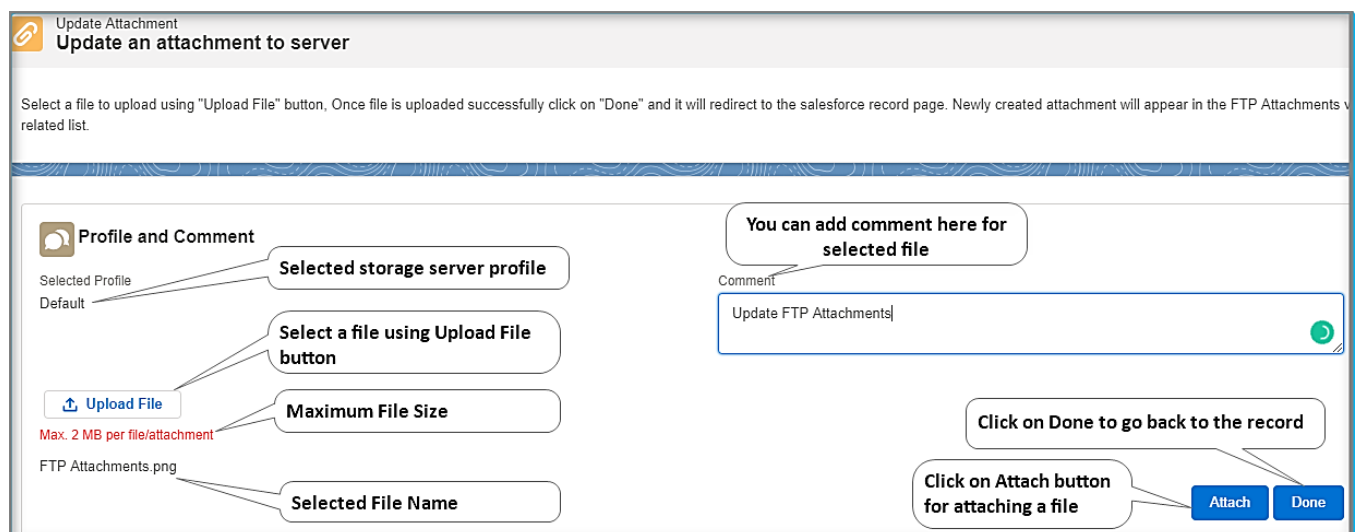 Update Attachment
Update an attachment to server
Select a file to upload using "Upload File" button, Once file is uploaded successfully click on "Done" and it will redirect to the salesforce record page. Newly created attachment will appear in the FTP Attachments
related list.
Profile and Comment
You can add comment here for
selected file
Selected storage server profile
Selected Profile
Default
Comment
Update FTP Attachments
Select a file using Upload File
button
Upload File
Maximum File Size
Max. 2 MB per file/attachment
Click on Done to go back to the record
FTP Attachments.png
Selected File Name
Click on Attach button
for attaching a file
Attach
Done